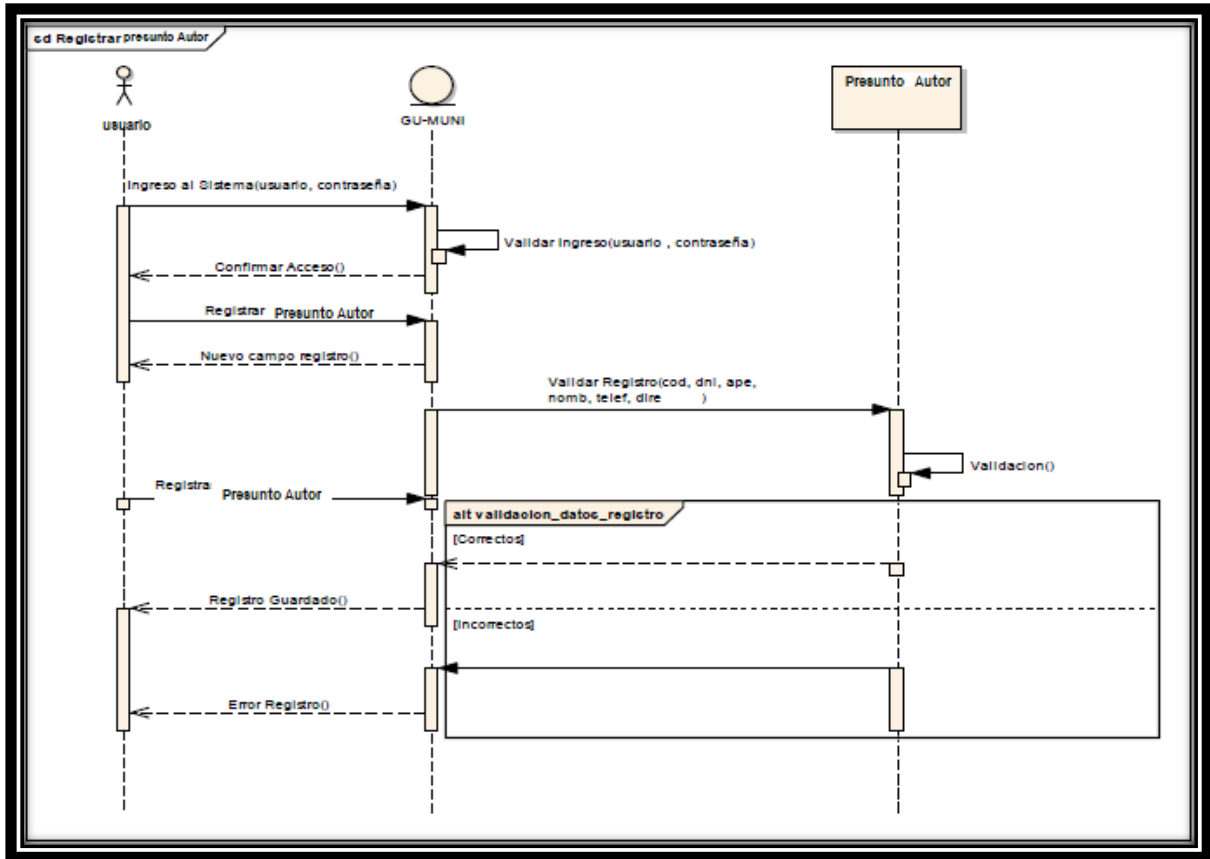 sd Registrar presunto Autor
usuario
GU-MUNI
Presunto Autor
Ingreso al Sistema(usuario, contraseña)
Validar Ingreso(usuario , contraseña)
Confirmar Acceso()
Registrar Presunto Autor
Nuevo campo registro()
Validar Registro(cod, dni, ape,
nomb, telef, dire )
Validacion()
Registra Presunto Autor
alt validacion_datos_registro
[Correctos]
Registro Guardado()
[Incorrectos]
Error Registro()